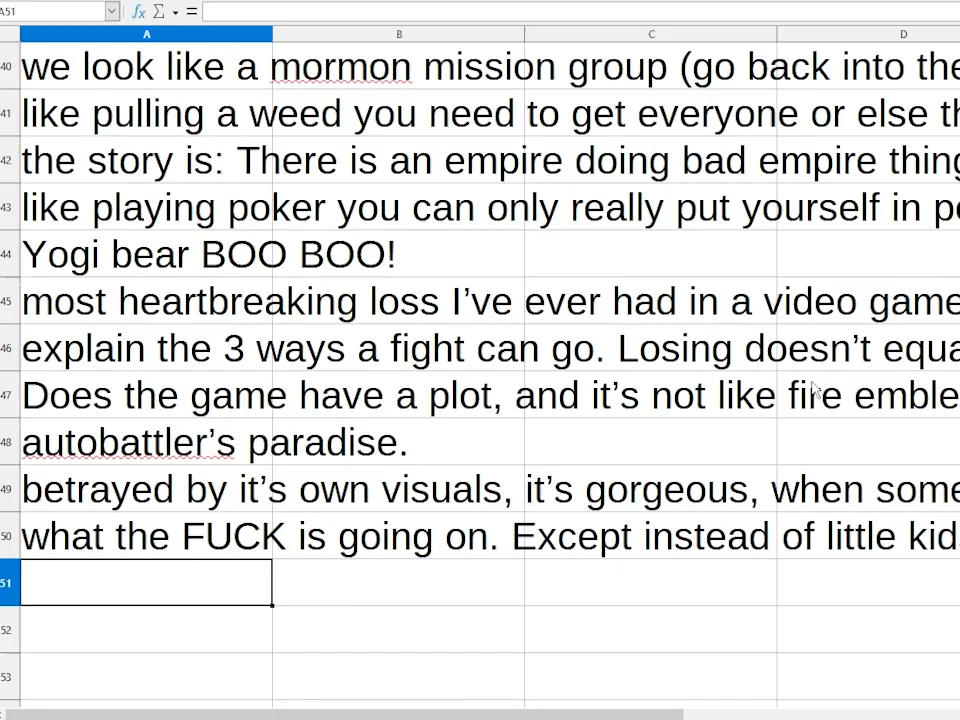 A51 fx Σ =
A B C D
40 we look like a mormon mission group (go back into the
41 like pulling a weed you need to get everyone or else th
42 the story is: There is an empire doing bad empire thing
43 like playing poker you can only really put yourself in po
44 Yogi bear BOO BOO!
45 most heartbreaking loss I’ve ever had in a video game
46 explain the 3 ways a fight can go. Losing doesn’t equa
47 Does the game have a plot, and it’s not like fire emble
48 autobattler’s paradise.
49 betrayed by it’s own visuals, it’s gorgeous, when some
50 what the FUCK is going on. Except instead of little kids
51
52
53